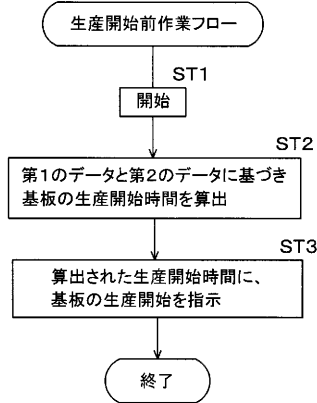 生産開始前作業フロー
ST1
開始
ST2
第1のデータと第2のデータに基づき
基板の生産開始時間を算出
ST3
算出された生産開始時間に、
基板の生産開始を指示
終了